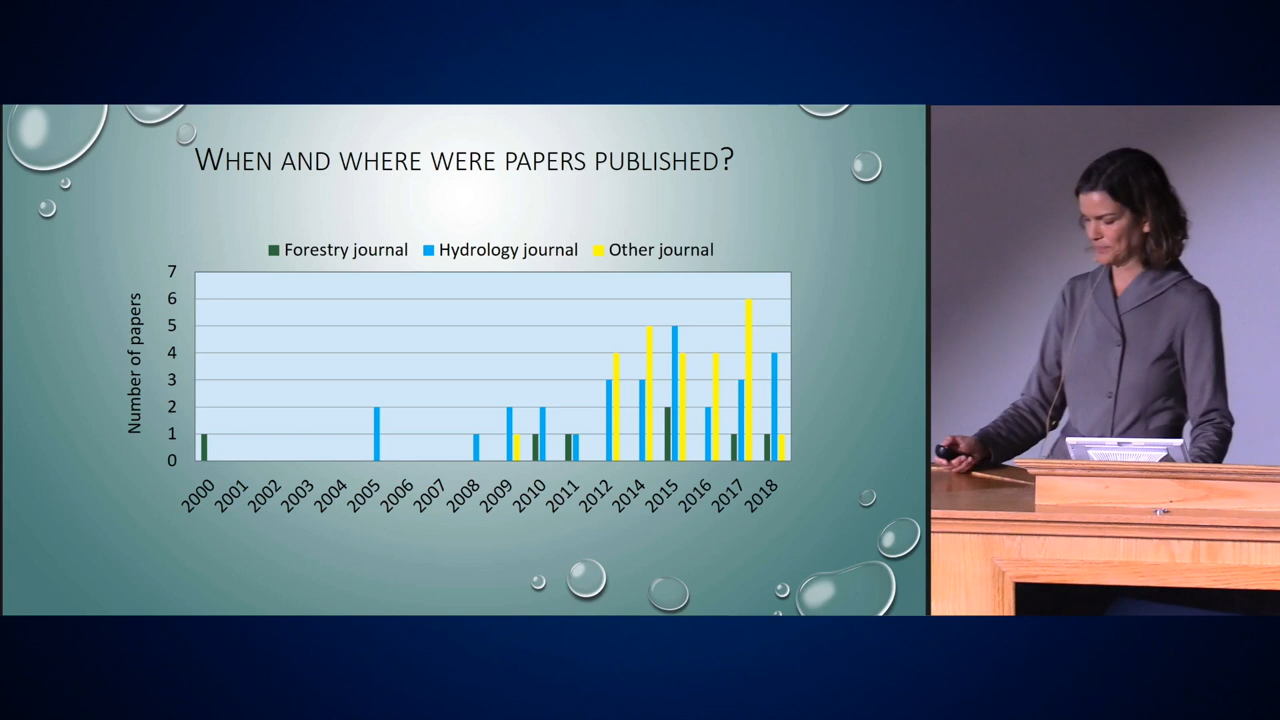 WHEN AND WHERE WERE PAPERS PUBLISHED?
Forestry journal Hydrology journal Other journal
Number of papers
7
6
5
4
3
2
1
0
2000 2001 2002 2003 2004 2005 2006 2007 2008 2009 2010 2011 2012 2014 2015 2016 2017 2018